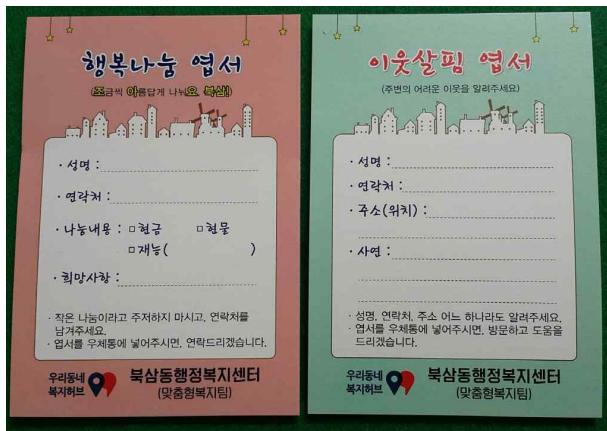 행복나눔 엽서
(조금씩 아름답게 나눠요 북삼!)
· 성명 :
· 연락처 :
· 나눔내용 : □ 현금 □ 현물
□ 재능( )
· 희망사항 :
· 작은 나눔이라고 주저하지 마시고, 연락처를
남겨주세요.
· 엽서를 우체통에 넣어주시면, 연락드리겠습니다.
우리동네
복지허브
북삼동행정복지센터
(맞춤형복지팀)
이웃살핌 엽서
(주변의 어려운 이웃을 알려주세요)
· 성명 :
· 연락처 :
· 주소(위치) :
· 사연 :
· 성명, 연락처, 주소 어느 하나라도 알려주세요.
· 엽서를 우체통에 넣어주시면, 방문하고 도움을
드리겠습니다.
우리동네
복지허브
북삼동행정복지센터
(맞춤형복지팀)